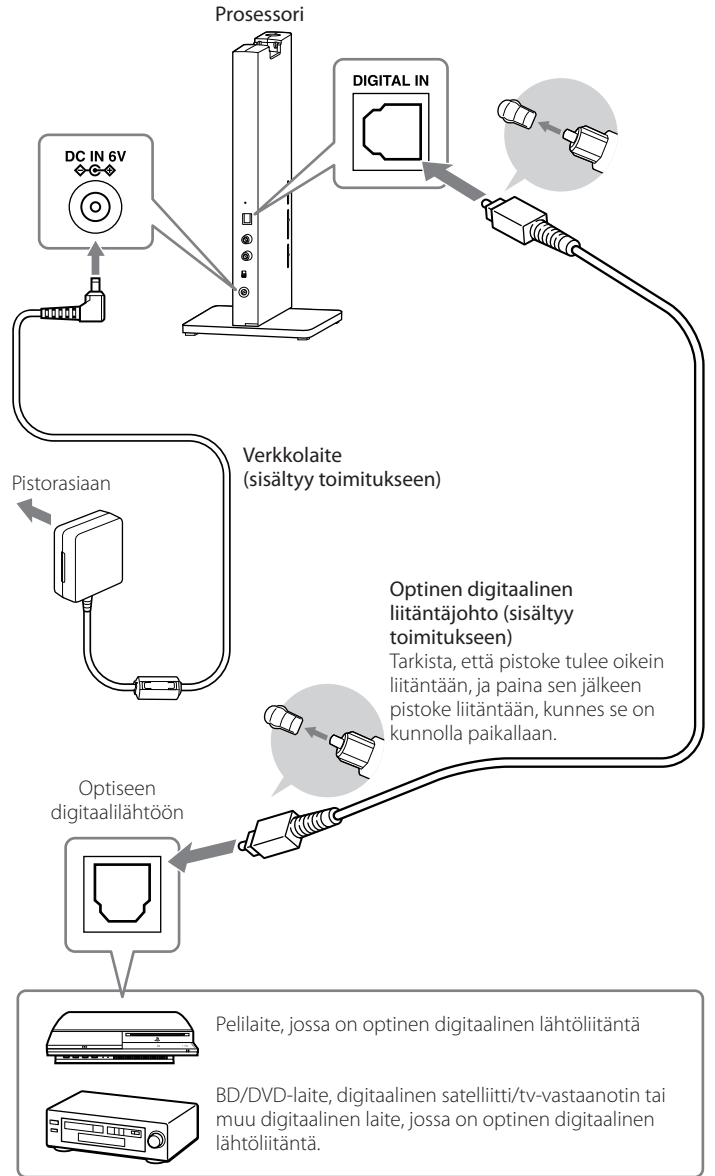 Prosessori
DIGITAL IN
DC IN 6V
Verkkolaite
(sisältyy toimitukseen)
Pistorasiaan
Optinen digitaalinen
liitäntäjohto (sisältyy
toimitukseen)
Tarkista, että pistoke tulee oikein
liitäntään, ja paina sen jälkeen
pistoke liitäntään, kunnes se on
kunnolla paikallaan.
Optiseen
digitaalilähtöön
Pelilaite, jossa on optinen digitaalinen lähtöliitäntä
BD/DVD-laite, digitaalinen satelliitti/tv-vastaanotin tai
muu digitaalinen laite, jossa on optinen digitaalinen
lähtöliitäntä.